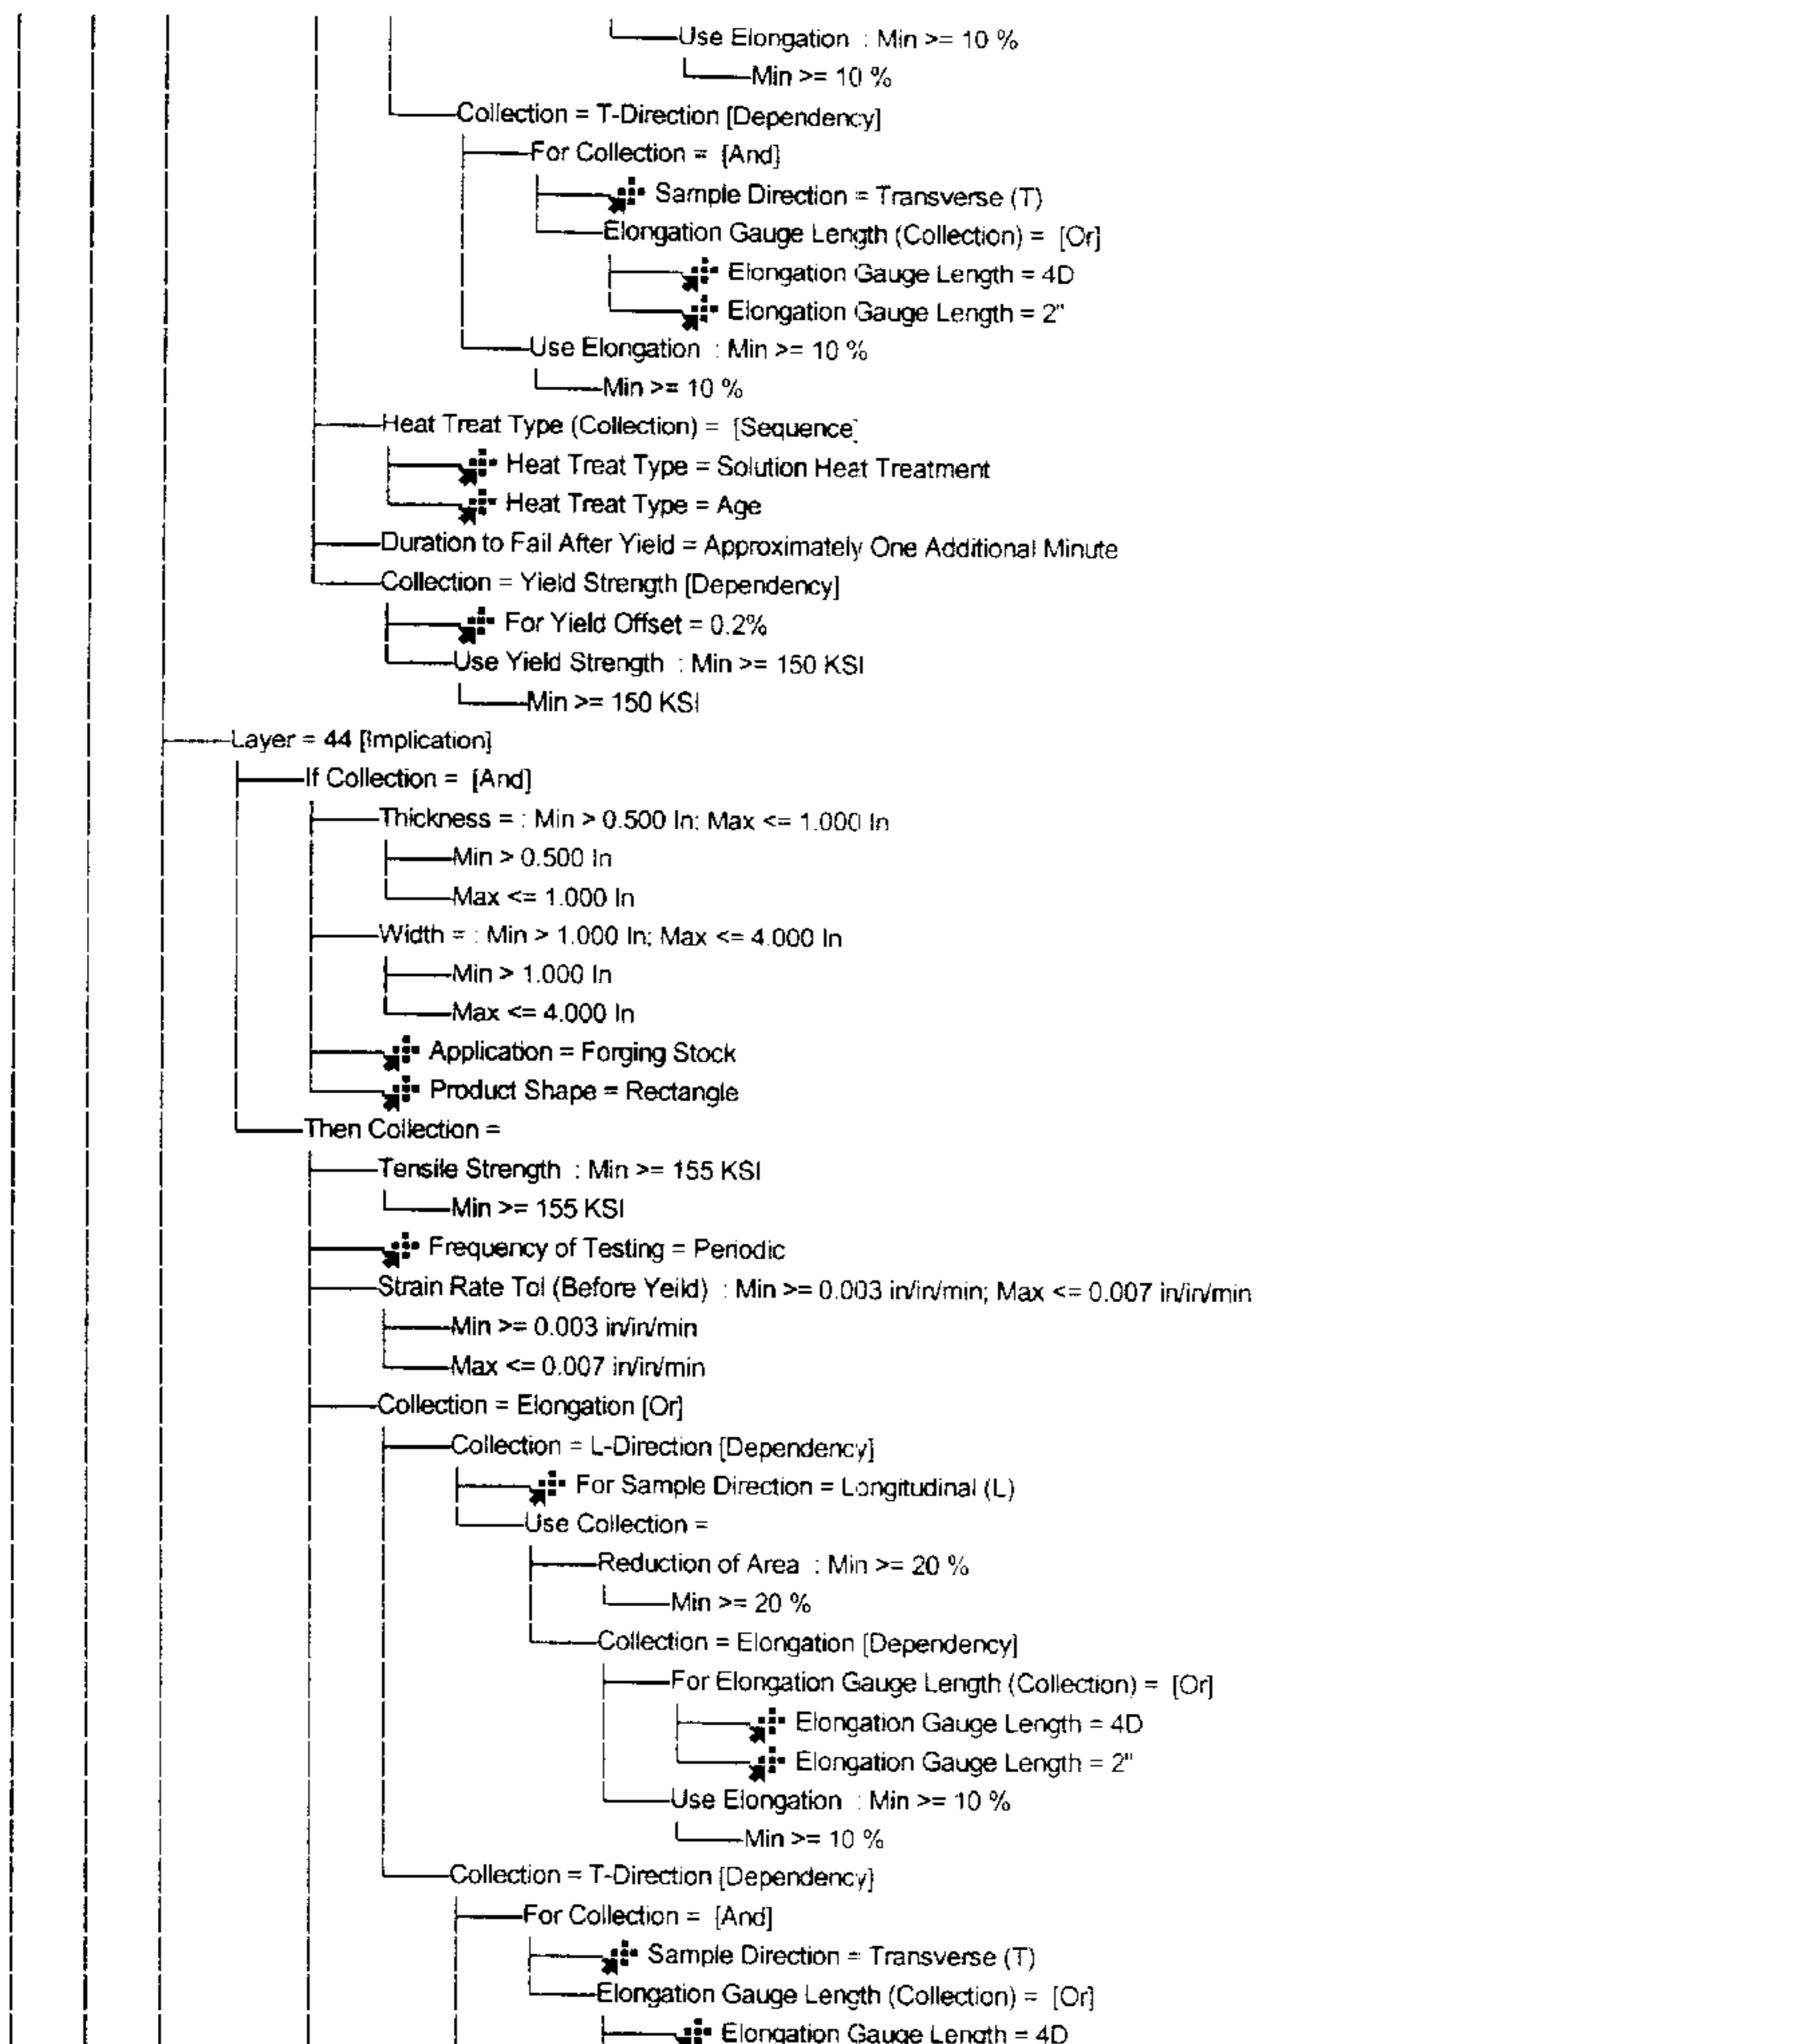 Use Elongation : Min >= 10 %
Min >= 10 %
Collection = T-Direction [Dependency]
For Collection = [And]
Sample Direction = Transverse (T)
Elongation Gauge Length (Collection) = [Or]
Elongation Gauge Length = 4D
Elongation Gauge Length = 2"
Use Elongation : Min >= 10 %
Min >= 10 %
Heat Treat Type (Collection) = [Sequence]
Heat Treat Type = Solution Heat Treatment
Heat Treat Type = Age
Duration to Fail After Yield = Approximately One Additional Minute
Collection = Yield Strength [Dependency]
For Yield Offset = 0.2%
Use Yield Strength : Min >= 150 KSI
Min >= 150 KSI
Layer = 44 [Implication]
If Collection = [And]
Thickness = : Min > 0.500 In; Max <= 1.000 In
Min > 0.500 In
Max <= 1.000 In
Width = : Min > 1.000 In; Max <= 4.000 In
Min > 1.000 In
Max <= 4.000 In
Application = Forging Stock
Product Shape = Rectangle
Then Collection =
Tensile Strength : Min >= 155 KSI
Min >= 155 KSI
Frequency of Testing = Periodic
Strain Rate Tol (Before Yeild) : Min >= 0.003 in/in/min; Max <= 0.007 in/in/min
Min >= 0.003 in/in/min
Max <= 0.007 in/in/min
Collection = Elongation [Or]
Collection = L-Direction [Dependency]
For Sample Direction = Longitudinal (L)
Use Collection =
Reduction of Area : Min >= 20 %
Min >= 20 %
Collection = Elongation [Dependency]
For Elongation Gauge Length (Collection) = [Or]
Elongation Gauge Length = 4D
Elongation Gauge Length = 2"
Use Elongation : Min >= 10 %
Min >= 10 %
Collection = T-Direction [Dependency]
For Collection = [And]
Sample Direction = Transverse (T)
Elongation Gauge Length (Collection) = [Or]
Elongation Gauge Length = 4D